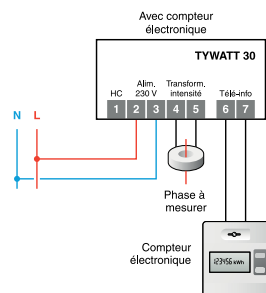 Avec compteur
électronique
TYWATT 30
Alim. Transform.
HC 230 V intensité Télé-info
1 2 3 4 5 6 7
N L
Phase à
mesurer
Compteur
électronique
123456 kWh